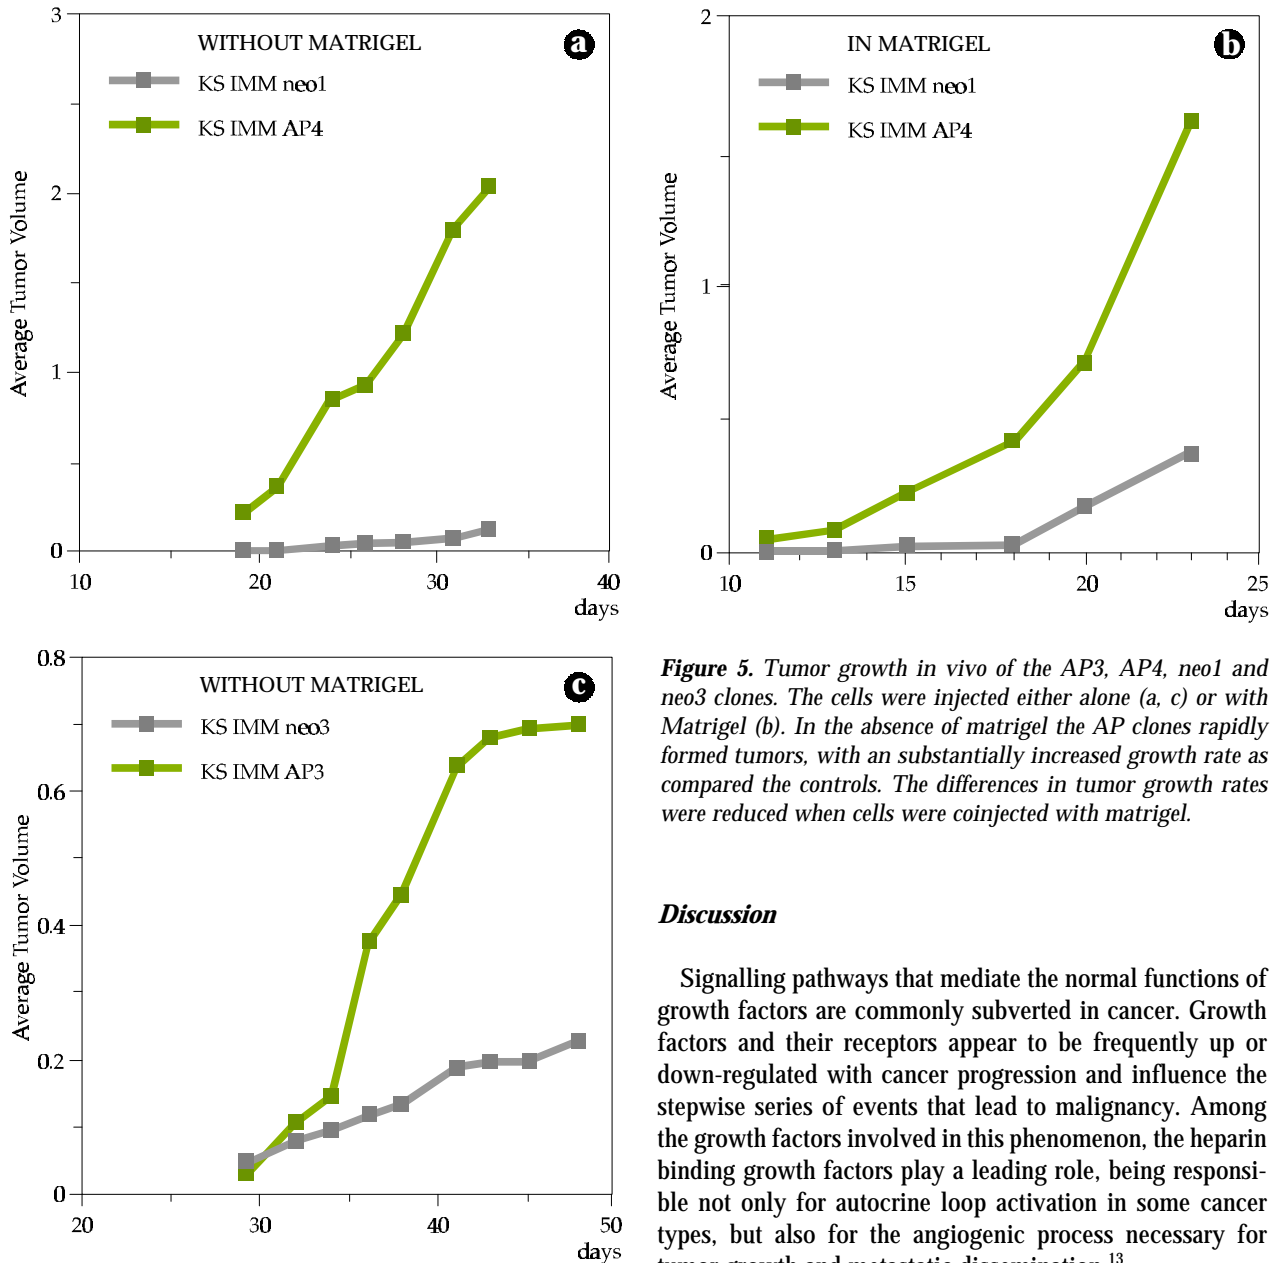 3
WITHOUT MATRIGEL
a
KS IMM neo1
KS IMM AP4
2
1
0
Average Tumor Volume
10
20
30
40
days
2
IN MATRIGEL
b
KS IMM neo1
KS IMM AP4
1
0
Average Tumor Volume
10
15
20
25
days
0.8
WITHOUT MATRIGEL
c
KS IMM neo3
KS IMM AP3
0.6
0.4
0.2
0
Average Tumor Volume
20
30
40
50
days
Figure 5. Tumor growth in vivo of the AP3, AP4, neo1 and
neo3 clones. The cells were injected either alone (a, c) or with
Matrigel (b). In the absence of matrigel the AP clones rapidly
formed tumors, with an substantially increased growth rate as
compared the controls. The differences in tumor growth rates
were reduced when cells were coinjected with matrigel.
Discussion
Signalling pathways that mediate the normal functions of
growth factors are commonly subverted in cancer. Growth
factors and their receptors appear to be frequently up or
down-regulated with cancer progression and influence the
stepwise series of events that lead to malignancy. Among
the growth factors involved in this phenomenon, the heparin
binding growth factors play a leading role, being responsi-
ble not only for autocrine loop activation in some cancer
types, but also for the angiogenic process necessary for
tumor growth and metastatic dissemination.13